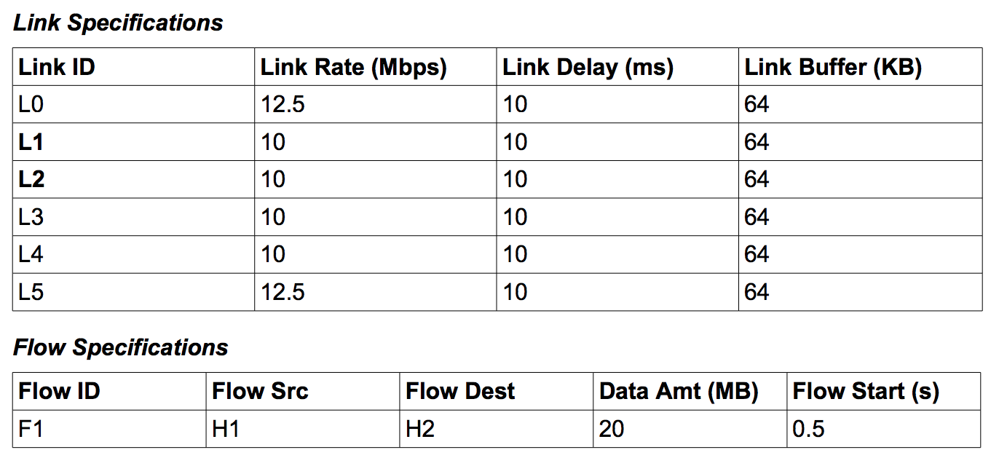 Link Specifications
Link ID Link Rate (Mbps) Link Delay (ms) Link Buffer (KB)
L0 12.5 10 64
L1 10 10 64
L2 10 10 64
L3 10 10 64
L4 10 10 64
L5 12.5 10 64
Flow Specifications
Flow ID Flow Src Flow Dest Data Amt (MB) Flow Start (s)
F1 H1 H2 20 0.5